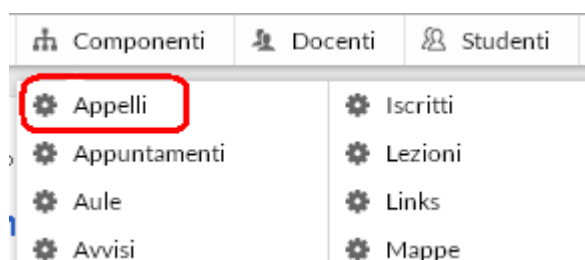 Componenti Docenti Studenti
Appelli Iscritti
Appuntamenti Lezioni
Aule Links
Avvisi Mappe